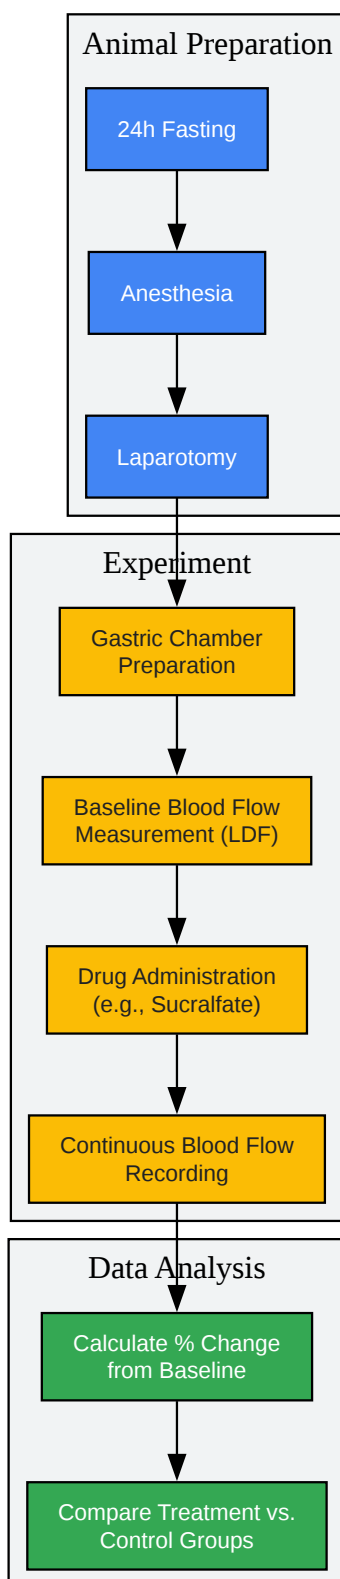 Animal Preparation
24h Fasting
Anesthesia
Laparotomy
Experiment
Gastric Chamber
Preparation
Baseline Blood Flow
Measurement (LDF)
Drug Administration
(e.g., Sucralfate)
Continuous Blood Flow
Recording
Data Analysis
Calculate % Change
from Baseline
Compare Treatment vs.
Control Groups